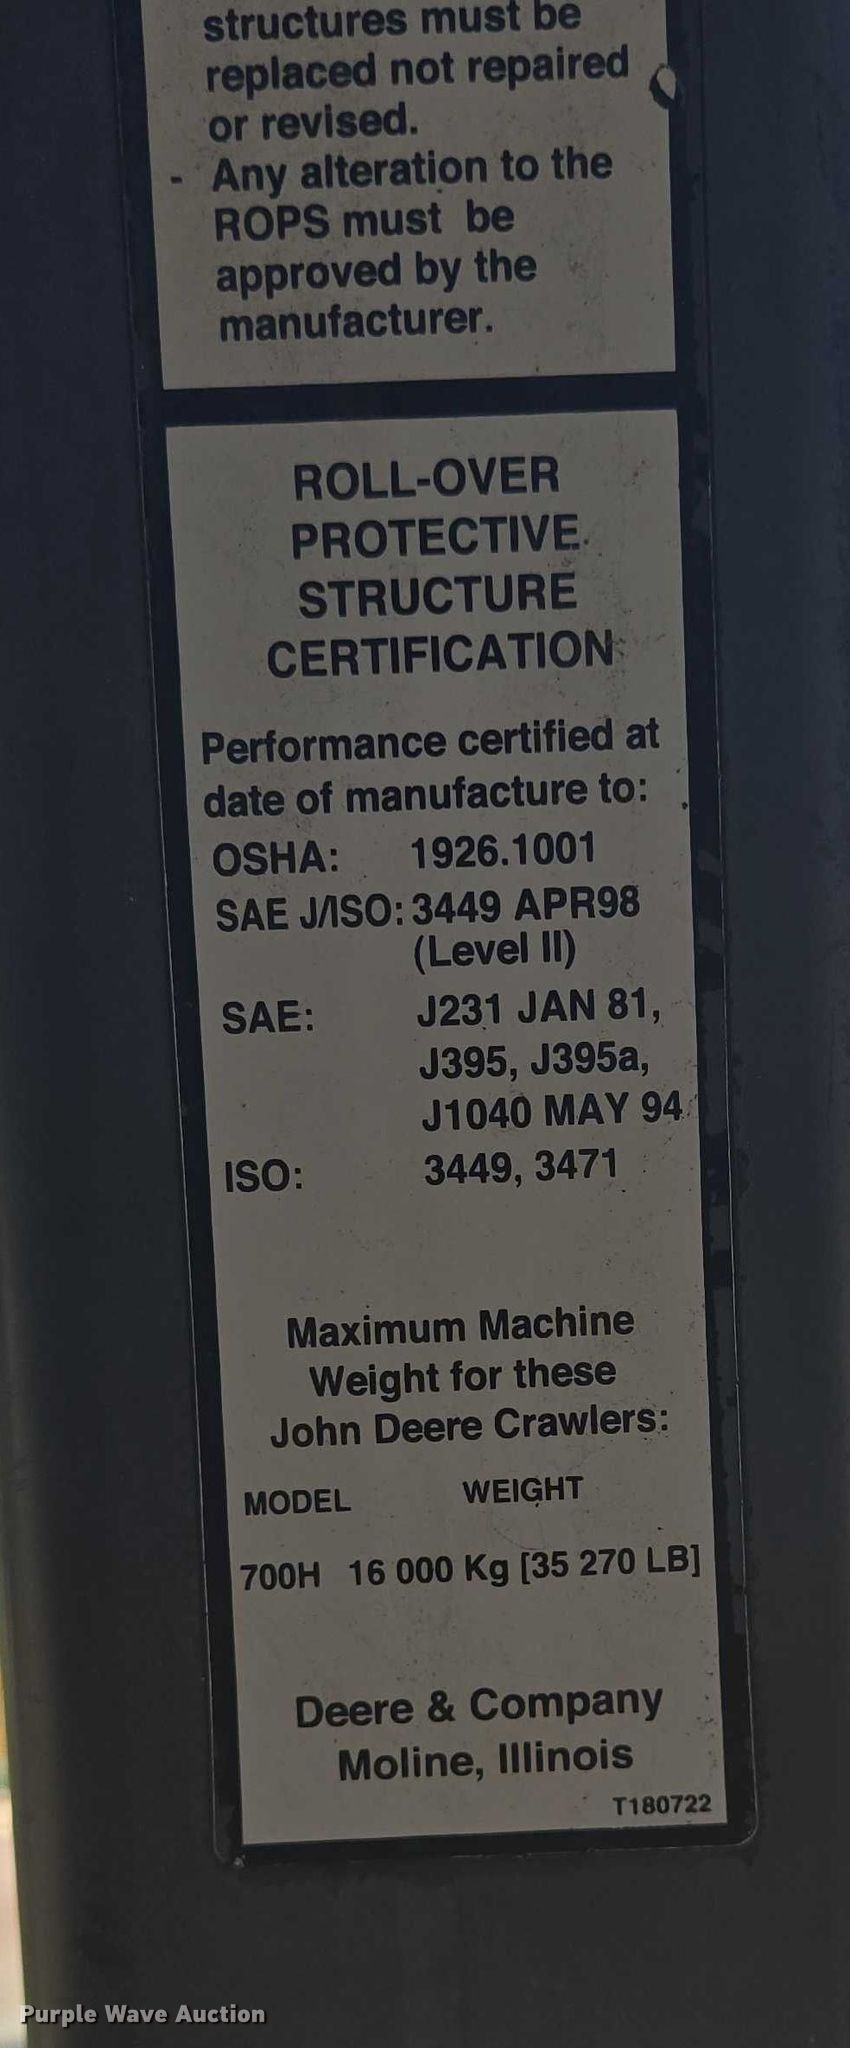 structures must be
replaced not repaired
or revised.
- Any alteration to the
ROPS must be
approved by the
manufacturer.
ROLL-OVER
PROTECTIVE
STRUCTURE
CERTIFICATION
Performance certified at
date of manufacture to:
OSHA: 1926.1001
SAE J/ISO: 3449 APR98
(Level II)
SAE: J231 JAN 81,
J395, J395a,
J1040 MAY 94
ISO: 3449, 3471
Maximum Machine
Weight for these
John Deere Crawlers:
MODEL WEIGHT
700H 16 000 Kg [35 270 LB]
Deere & Company
Moline, Illinois
T180722
Purple Wave Auction